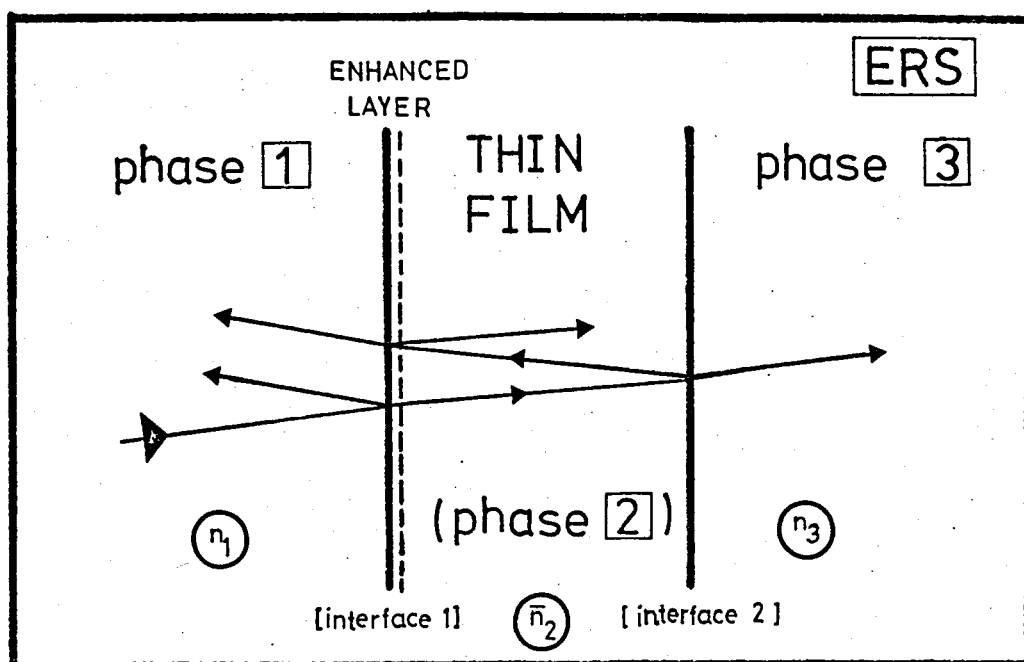 ERS
ENHANCED
LAYER
phase 1
THIN
FILM
phase 3
(phase 2)
n₁
n₃
[interface 1]
n̅₂
[interface 2]